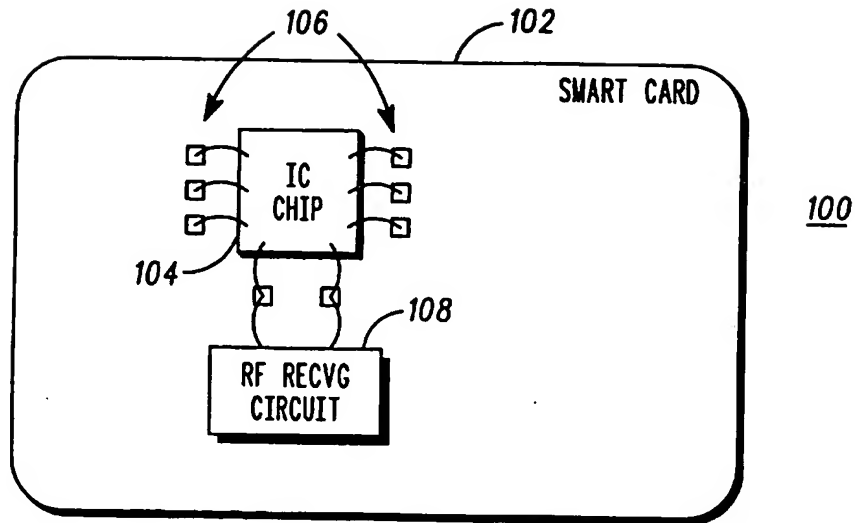 106
102
SMART CARD
IC
CHIP
100
104
108
RF RECVG
CIRCUIT